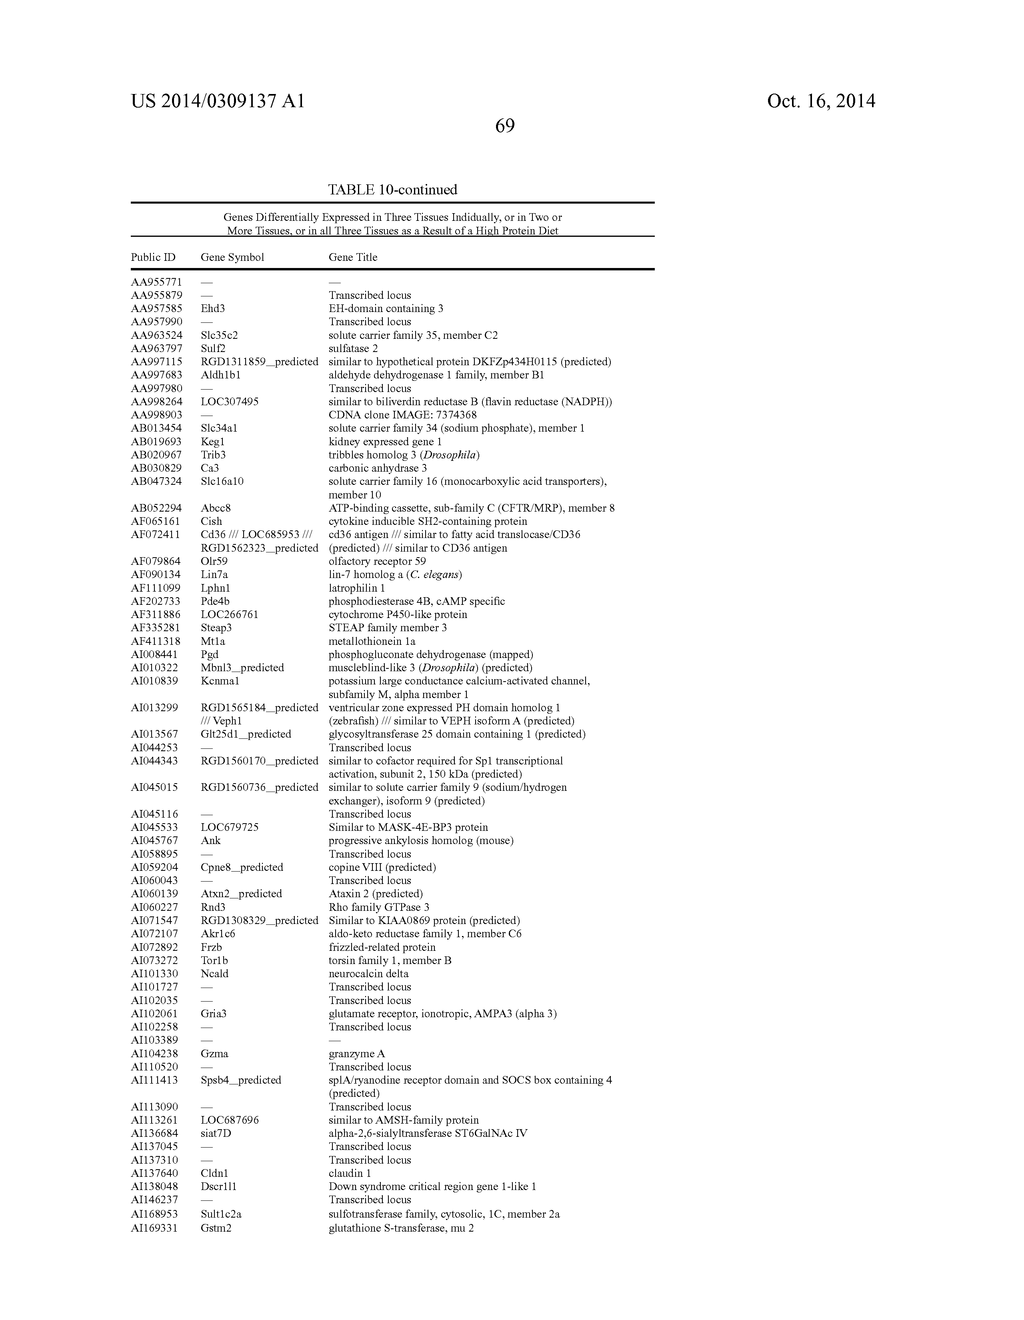 US 2014/0309137 A1 Oct. 16, 2014
69
TABLE 10-continued
Genes Differentially Expressed in Three Tissues Indidually, or in Two or
More Tissues, or in all Three Tissues as a Result of a High Protein Diet
Public ID Gene Symbol Gene Title
AA955771 — —
AA955879 — Transcribed locus
AA957585 Ehd3 EH-domain containing 3
AA957990 — Transcribed locus
AA963524 Slc35c2 solute carrier family 35, member C2
AA963797 Sulf2 sulfatase 2
AA997115 RGD1311859_predicted similar to hypothetical protein DKFZp434H0115 (predicted)
AA997683 Aldh1b1 aldehyde dehydrogenase 1 family, member B1
AA997980 — Transcribed locus
AA998264 LOC307495 similar to biliverdin reductase B (flavin reductase (NADPH))
AA998903 — CDNA clone IMAGE: 7374368
AB013454 Slc34a1 solute carrier family 34 (sodium phosphate), member 1
AB019693 Keg1 kidney expressed gene 1
AB020967 Trib3 tribbles homolog 3 (Drosophila)
AB030829 Ca3 carbonic anhydrase 3
AB047324 Slc16a10 solute carrier family 16 (monocarboxylic acid transporters),
member 10
AB052294 Abcc8 ATP-binding cassette, sub-family C (CFTR/MRP), member 8
AF065161 Cish cytokine inducible SH2-containing protein
AF072411 Cd36 /// LOC685953 /// cd36 antigen /// similar to fatty acid translocase/CD36
RGD1562323_predicted (predicted) /// similar to CD36 antigen
AF079864 Olr59 olfactory receptor 59
AF090134 Lin7a lin-7 homolog a (C. elegans)
AF111099 Lphn1 latrophilin 1
AF202733 Pde4b phosphodiesterase 4B, cAMP specific
AF311886 LOC266761 cytochrome P450-like protein
AF335281 Steap3 STEAP family member 3
AF411318 Mt1a metallothionein 1a
AI008441 Pgd phosphogluconate dehydrogenase (mapped)
AI010322 Mbnl3_predicted muscleblind-like 3 (Drosophila) (predicted)
AI010839 Kcnma1 potassium large conductance calcium-activated channel,
subfamily M, alpha member 1
AI013299 RGD1565184_predicted ventricular zone expressed PH domain homolog 1
/// Veph1 (zebrafish) /// similar to VEPH isoform A (predicted)
AI013567 Glt25d1_predicted glycosyltransferase 25 domain containing 1 (predicted)
AI044253 — Transcribed locus
AI044343 RGD1560170_predicted similar to cofactor required for Sp1 transcriptional
activation, subunit 2, 150 kDa (predicted)
AI045015 RGD1560736_predicted similar to solute carrier family 9 (sodium/hydrogen
exchanger), isoform 9 (predicted)
AI045116 — Transcribed locus
AI045533 LOC679725 Similar to MASK-4E-BP3 protein
AI045767 Ank progressive ankylosis homolog (mouse)
AI058895 — Transcribed locus
AI059204 Cpne8_predicted copine VIII (predicted)
AI060043 — Transcribed locus
AI060139 Atxn2_predicted Ataxin 2 (predicted)
AI060227 Rnd3 Rho family GTPase 3
AI071547 RGD1308329_predicted Similar to KIAA0869 protein (predicted)
AI072107 Akr1c6 aldo-keto reductase family 1, member C6
AI072892 Frzb frizzled-related protein
AI073272 Tor1b torsin family 1, member B
AI101330 Ncald neurocalcin delta
AI101727 — Transcribed locus
AI102035 — Transcribed locus
AI102061 Gria3 glutamate receptor, ionotropic, AMPA3 (alpha 3)
AI102258 — Transcribed locus
AI103389 — —
AI104238 Gzma granzyme A
AI110520 — Transcribed locus
AI111413 Spsb4_predicted splA/ryanodine receptor domain and SOCS box containing 4
(predicted)
AI113090 — Transcribed locus
AI113261 LOC687696 similar to AMSH-family protein
AI136684 siat7D alpha-2,6-sialyltransferase ST6GalNAc IV
AI137045 — Transcribed locus
AI137310 — Transcribed locus
AI137640 Cldn1 claudin 1
AI138048 Dscr1l1 Down syndrome critical region gene 1-like 1
AI146237 — Transcribed locus
AI168953 Sult1c2a sulfotransferase family, cytosolic, 1C, member 2a
AI169331 Gstm2 glutathione S-transferase, mu 2